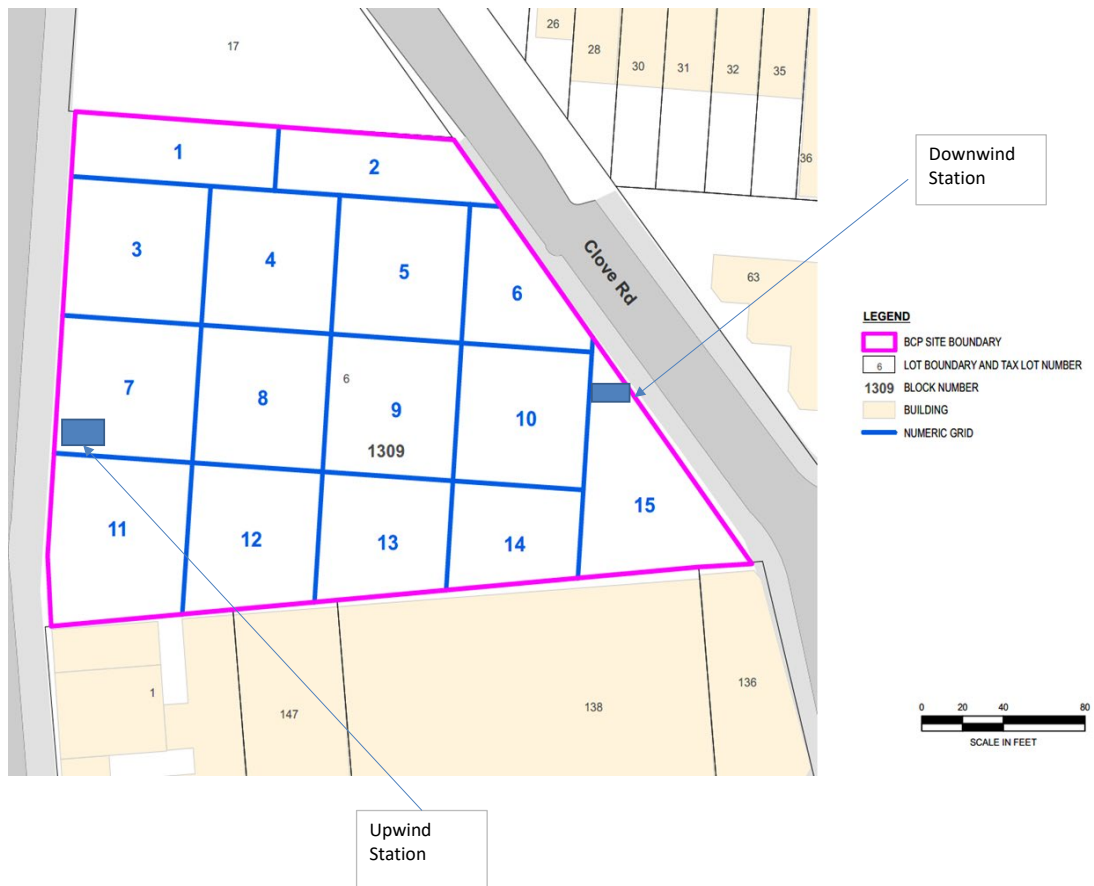 17
26
28
30
31
32
35
36
1
2
Downwind
Station
3
4
5
6
Clove Rd
63
LEGEND
BCP SITE BOUNDARY
6 LOT BOUNDARY AND TAX LOT NUMBER
1309 BLOCK NUMBER
BUILDING
NUMERIC GRID
7
8
6
9
10
1309
11
12
13
14
15
1
147
138
136
0 20 40 80
SCALE IN FEET
Upwind
Station